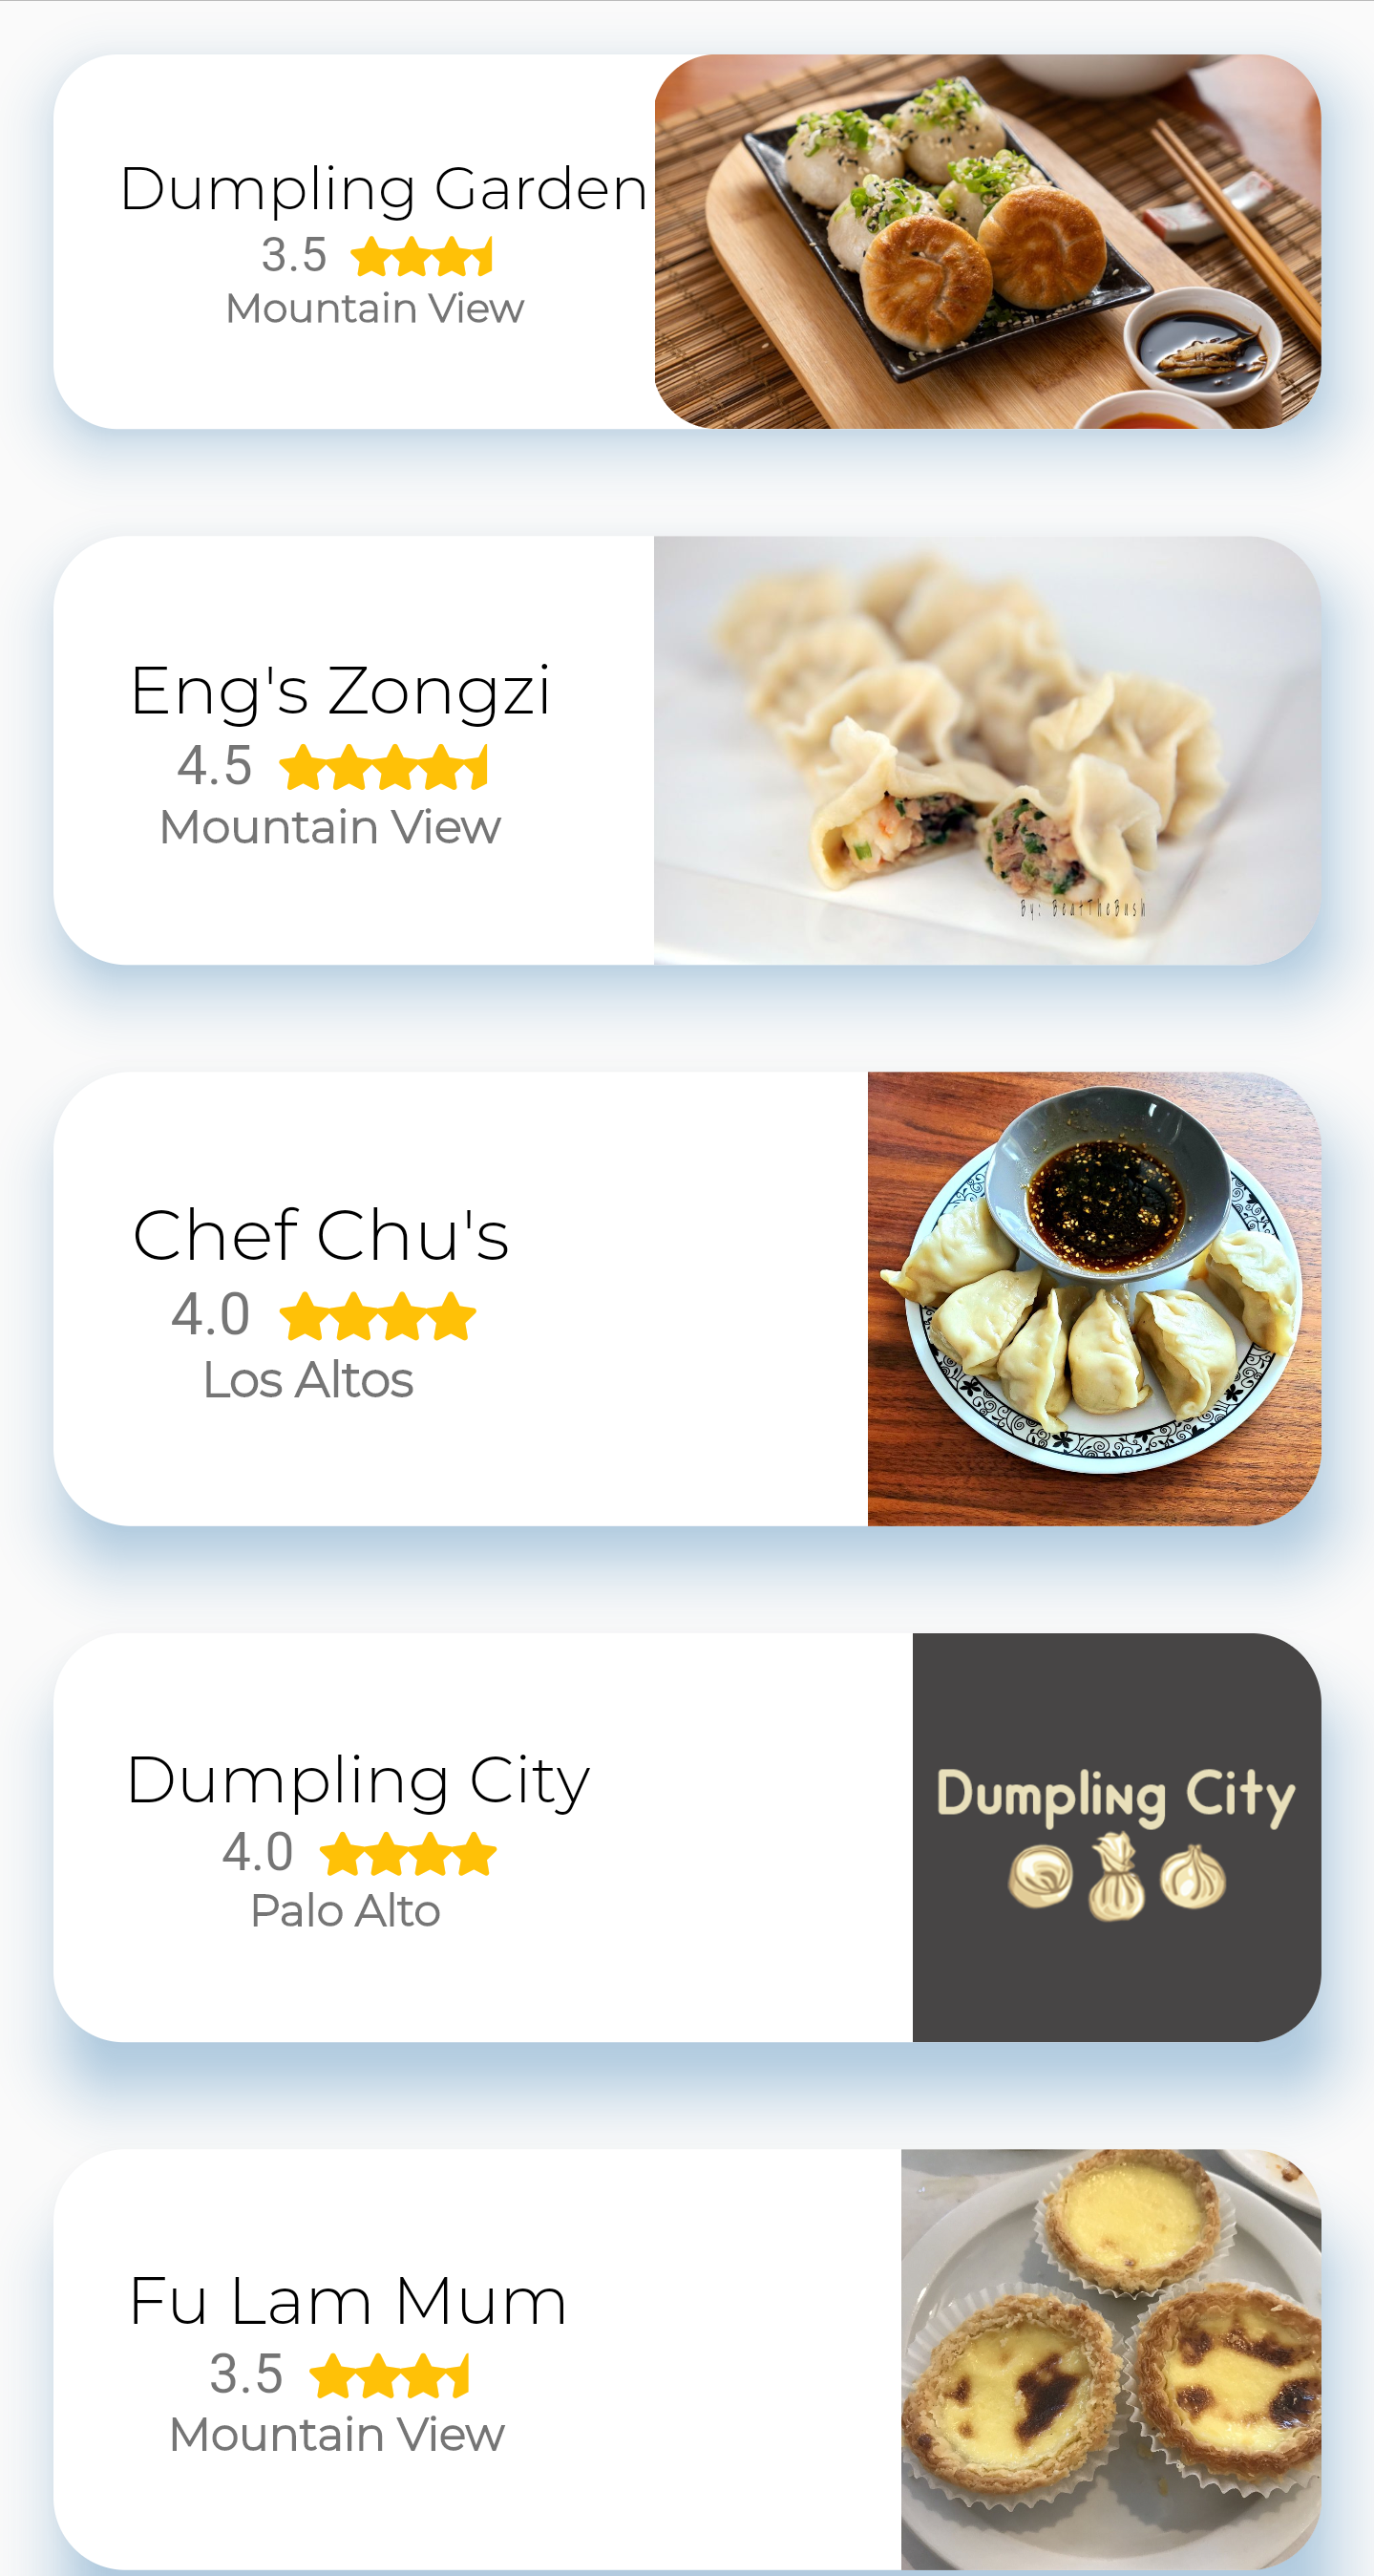 Dumpling Garden
3.5
Mountain View
Eng's Zongzi
4.5
Mountain View
By: BeatTheBush
Chef Chu's
4.0
Los Altos
Dumpling City
4.0
Palo Alto
Dumpling City
Fu Lam Mum
3.5
Mountain View